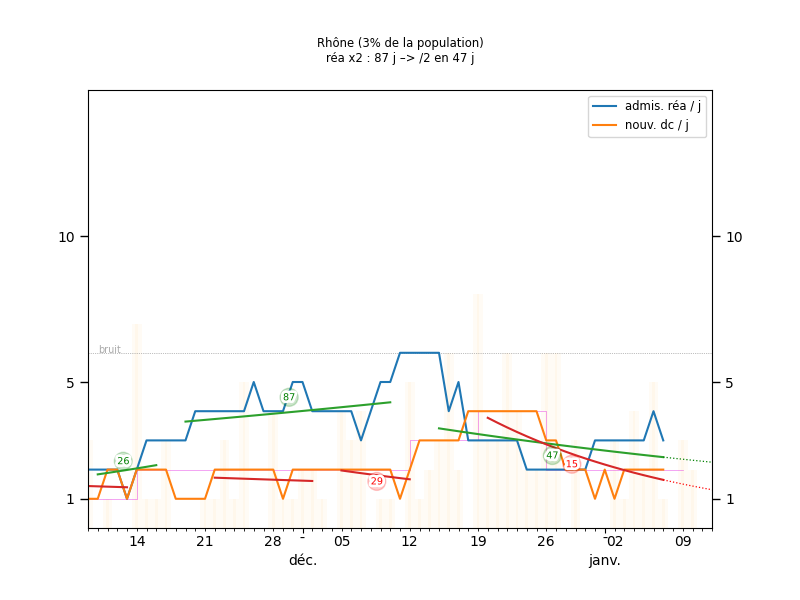 Rhône (3% de la population)
réa x2 : 87 j –> /2 en 47 j
admis. réa / j
nouv. dc / j
10
10
bruit
5
5
87
26
47
15
29
1
1
14
21
28
05
12
19
26
02
09
déc.
janv.